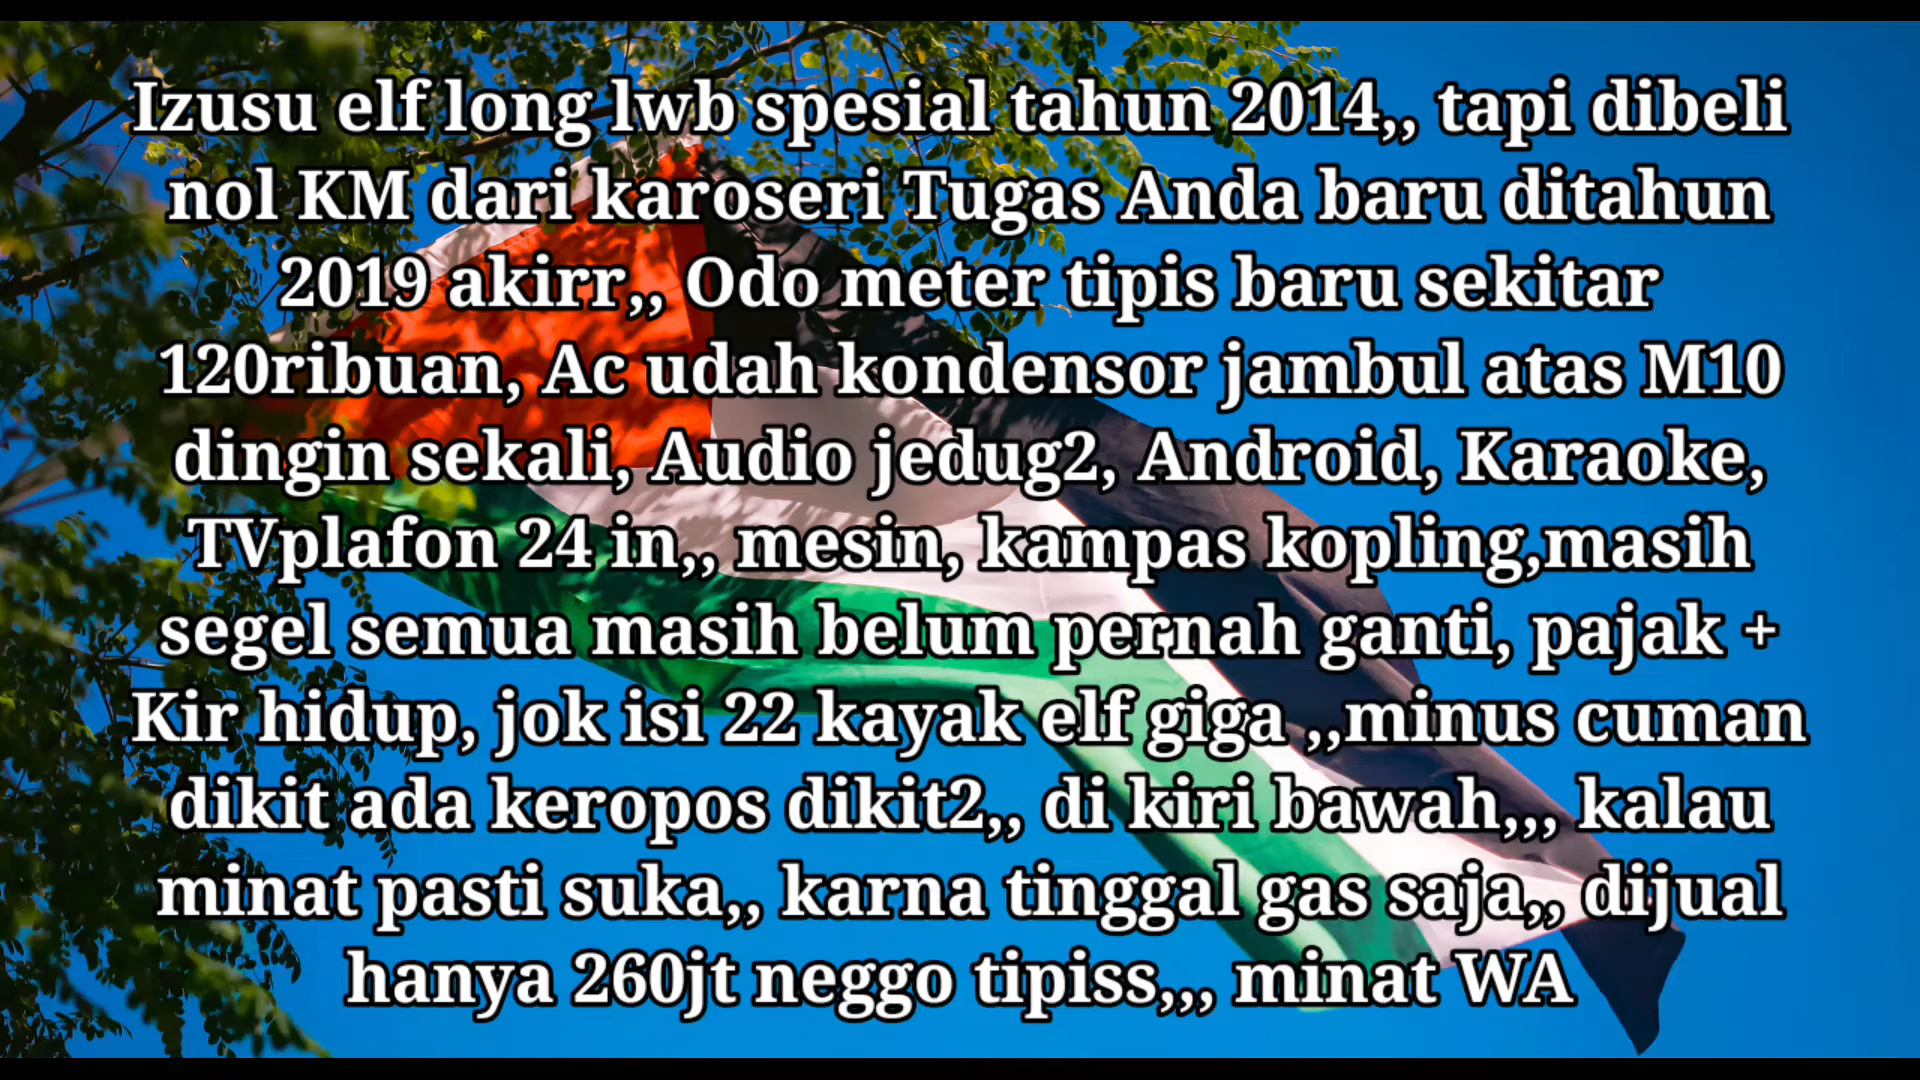 Izusu elf long lwb spesial tahun 2014,, tapi dibeli
nol KM dari karoseri Tugas Anda baru ditahun
2019 akirr,, Odo meter tipis baru sekitar
120ribuan, Ac udah kondensor jambul atas M10
dingin sekali, Audio jedug2, Android, Karaoke,
TVplafon 24 in,, mesin, kampas kopling,masih
segel semua masih belum pernah ganti, pajak +
Kir hidup, jok isi 22 kayak elf giga ,,minus cuman
dikit ada keropos dikit2,, di kiri bawah,,, kalau
minat pasti suka,, karna tinggal gas saja,, dijual
hanya 260jt neggo tipiss,,, minat WA